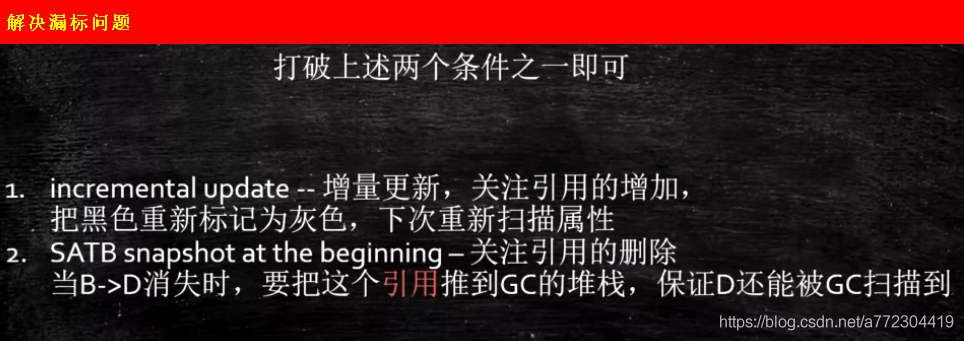 解决漏标问题
打破上述两个条件之一即可
1. incremental update -- 增量更新，关注引用的增加，
把黑色重新标记为灰色，下次重新扫描属性
2. SATB snapshot at the beginning – 关注引用的删除
当B->D消失时，要把这个引用推到GC的堆栈，保证D还能被GC扫描到
https://blog.csdn.net/a772304419